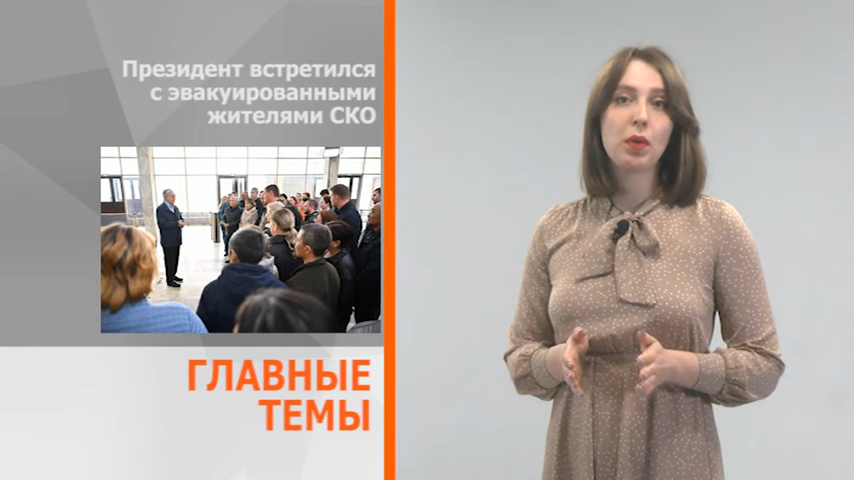 Президент встретился
с эвакуированными
жителями СКО
ГЛАВНЫЕ
ТЕМЫ